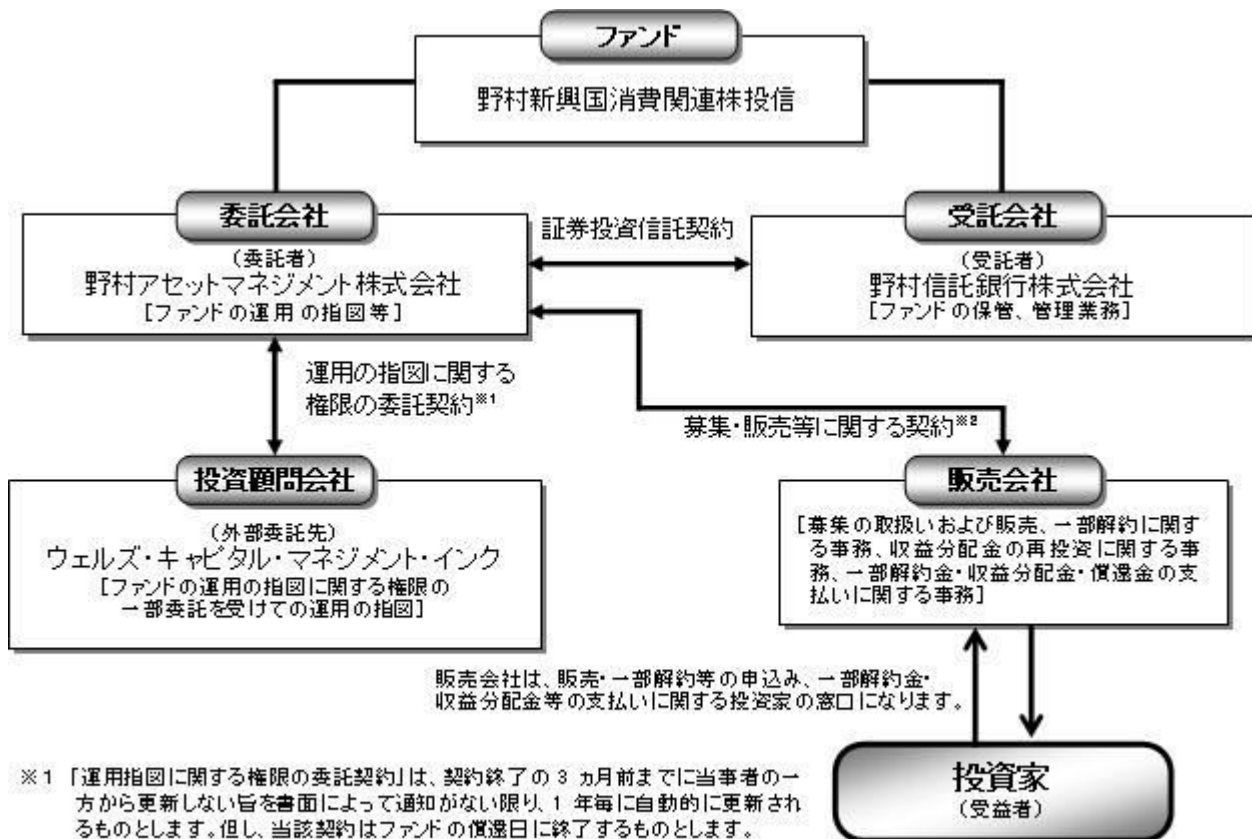 ファンド
野村新興国消費関連株投信
委託会社
(委託者)
野村アセットマネジメント株式会社
[ファンドの運用の指図等]
証券投資信託契約
受託会社
(受託者)
野村信託銀行株式会社
[ファンドの保管、管理業務]
運用の指図に関する
権限の委託契約※1
募集・販売等に関する契約※2
投資顧問会社
(外部委託先)
ウェルズ・キャピタル・マネジメント・インク
[ファンドの運用の指図に関する権限の
一部委託を受けての運用の指図]
販売会社
[募集の取扱いおよび販売、一部解約に関す
る事務、収益分配金の再投資に関する事
務、一部解約金・収益分配金・償還金の支
払いに関する事務]
販売会社は、販売・一部解約等の申込み、一部解約金・
収益分配金等の支払いに関する投資家の窓口になります。
投資家
(受益者)
※1 「運用指図に関する権限の委託契約」は、契約終了の3ヵ月前までに当事者の一
方から更新しない旨を書面によって通知がない限り、1年毎に自動的に更新され
るものとします。但し、当該契約はファンドの償還日に終了するものとします。